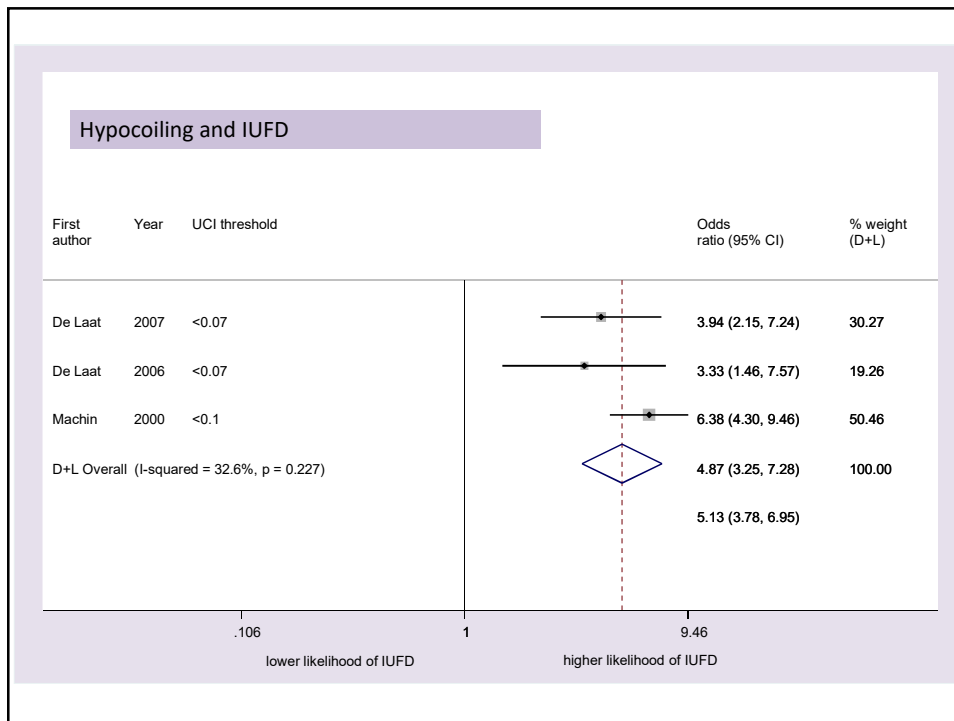 Hypocoiling and IUFD
First author Year UCI threshold Odds ratio (95% CI) % weight (D+L)
De Laat 2007 <0.07 3.94 (2.15, 7.24) 30.27
De Laat 2006 <0.07 3.33 (1.46, 7.57) 19.26
Machin 2000 <0.1 6.38 (4.30, 9.46) 50.46
D+L Overall (I-squared = 32.6%, p = 0.227) 4.87 (3.25, 7.28) 100.00
5.13 (3.78, 6.95)
.106 1 9.46
lower likelihood of IUFD higher likelihood of IUFD